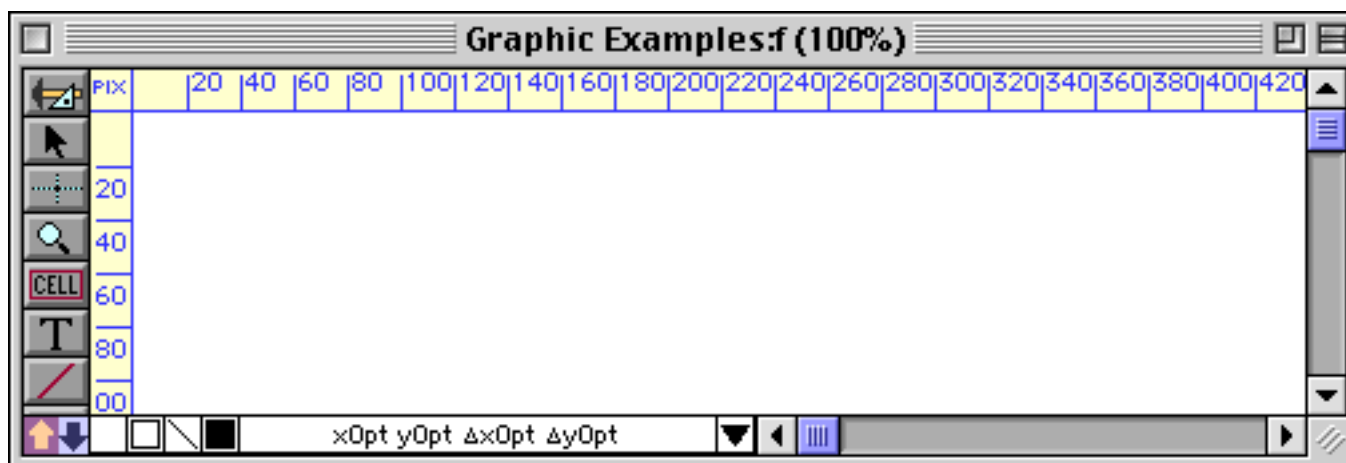 Graphic Examples:f (100%)
PIX 20 40 60 80 100 120 140 160 180 200 220 240 260 280 300 320 340 360 380 400 420
20
40
CELL
60
T
80
00
x0pt y0pt Δx0pt Δy0pt